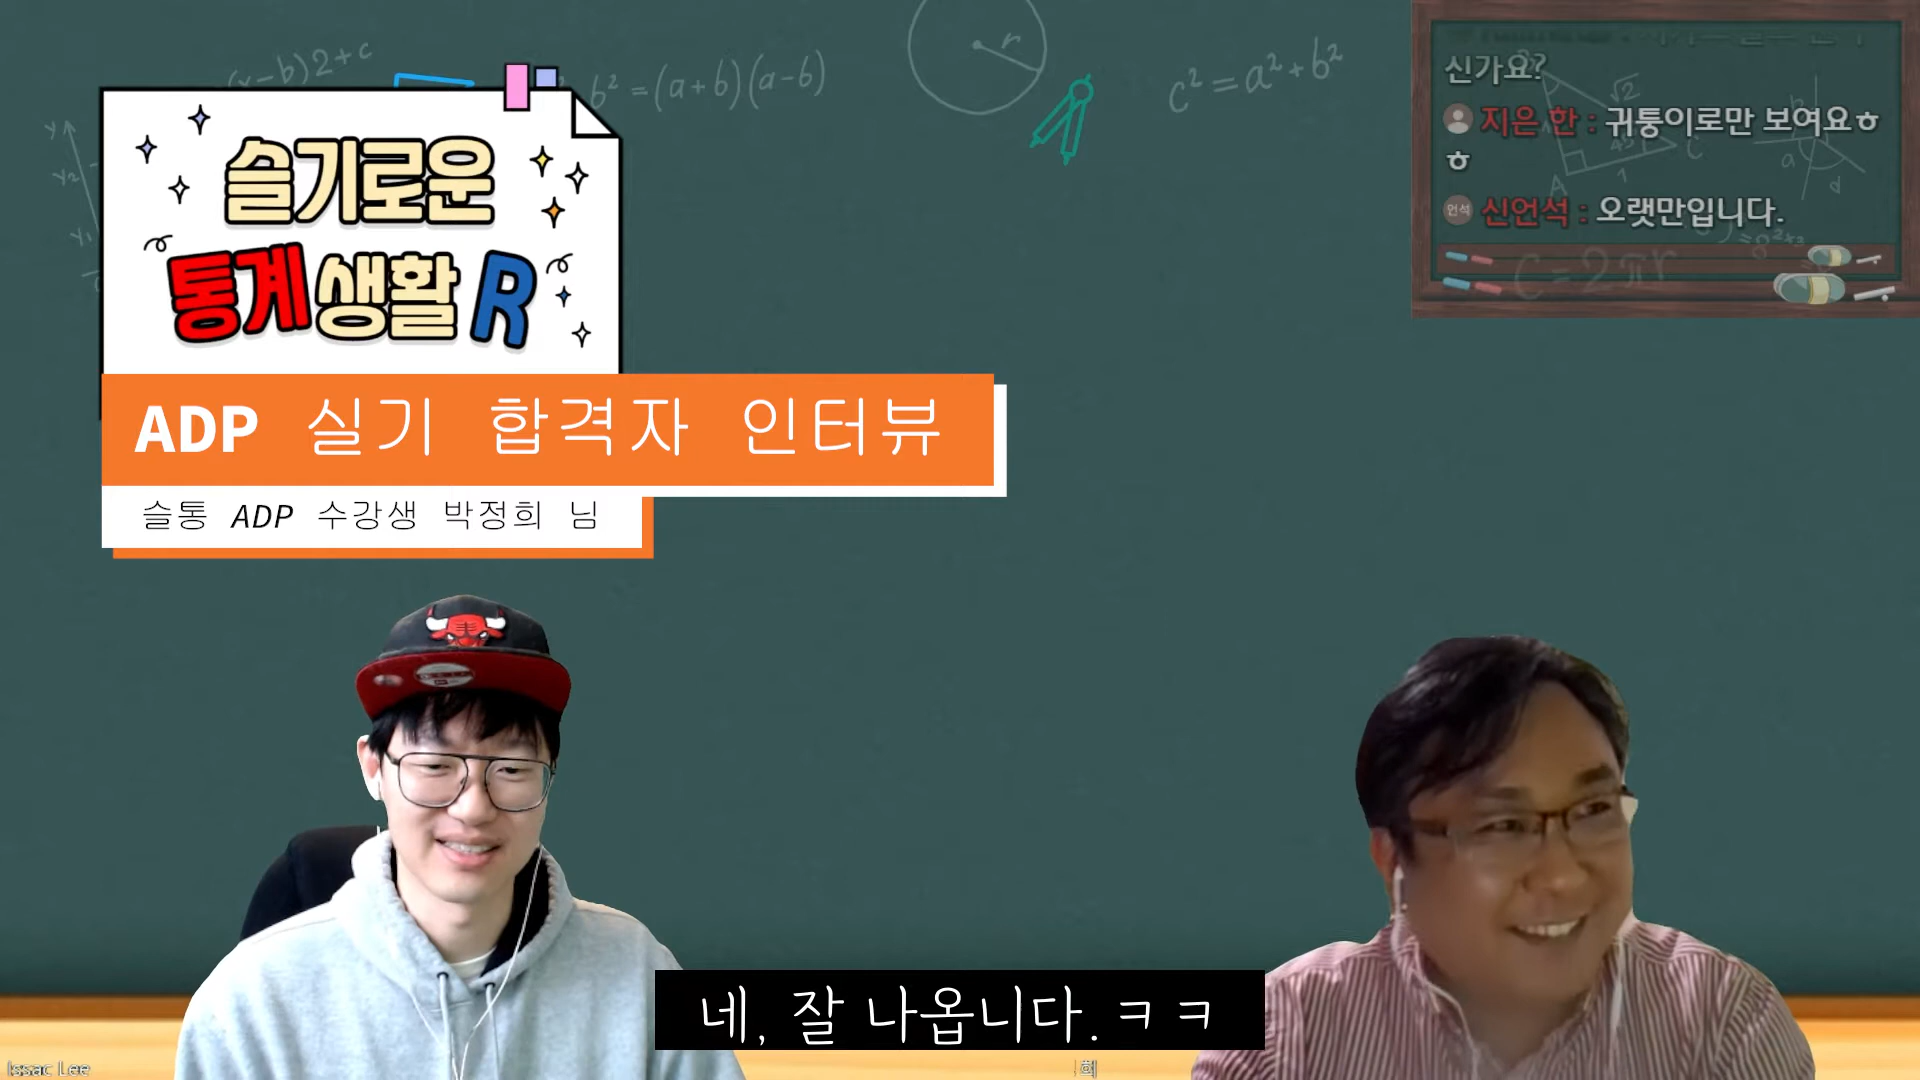 슬기로운
통계 생활 R
ADP 실기 합격자 인터뷰
슬통 ADP 수강생 박정희 님
b² = (a+b)(a-b)
r
c² = a² + b²
신가요?
지은 한 : 귀퉁이로만 보여요ㅎ
ㅎ
언석 신언석 : 오랫만입니다.
C = 2πr
네, 잘 나옵니다. ㅋㅋ
Issac Lee
희